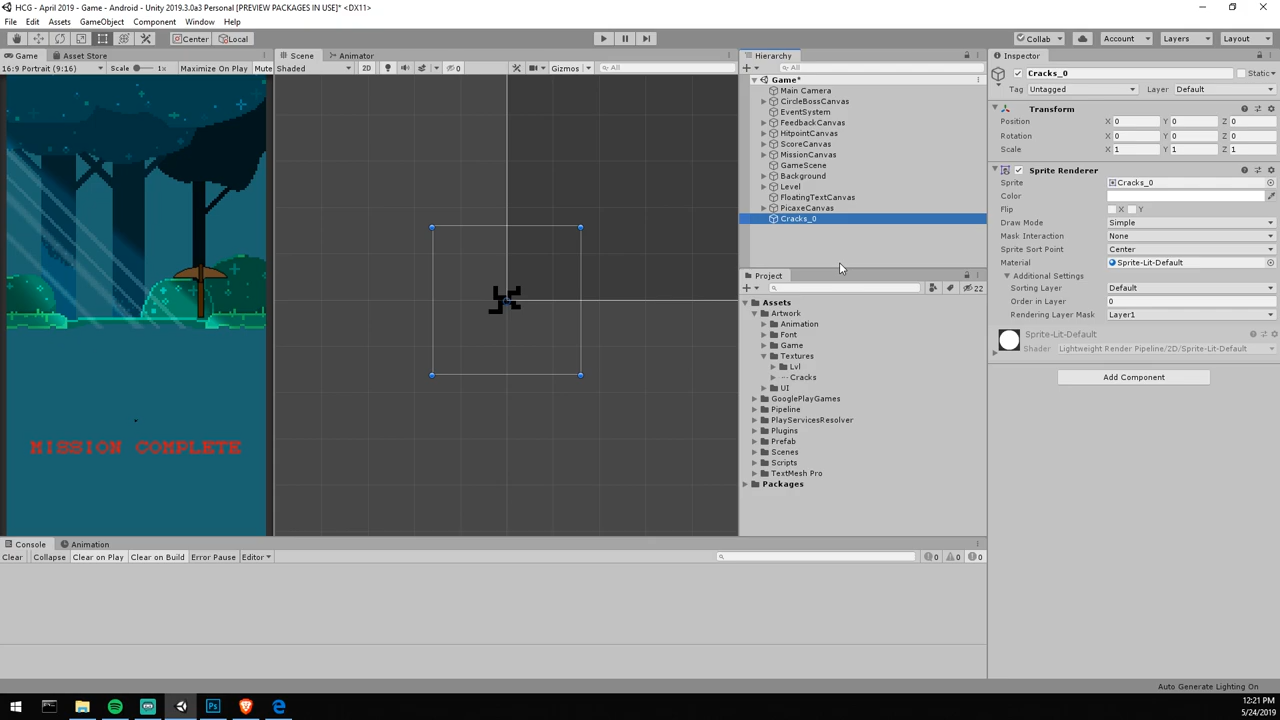 HCG - April 2019 - Game - Android - Unity 2019.3.0a3 Personal [PREVIEW PACKAGES IN USE]* <DX11>
File Edit Assets GameObject Component Window Help
Center Local Collab Account Layers Layout
Game Asset Store
16:9 Portrait (9:16) Scale 1x Maximize On Play Mute
MISSION COMPLETE
Scene Animator
Shaded 2D 0 Gizmos All
Hierarchy
All
Game*
Main Camera
CircleBossCanvas
EventSystem
FeedbackCanvas
HitpointCanvas
ScoreCanvas
MissionCanvas
GameScene
Background
Level
FloatingTextCanvas
PicaxeCanvas
Cracks_0
Project
22
Assets
Artwork
Animation
Font
Game
Textures
Lvl
Cracks
UI
GooglePlayGames
Pipeline
PlayServicesResolver
Plugins
Prefab
Scenes
Scripts
TextMesh Pro
Packages
Inspector
Cracks_0 Static
Tag Untagged Layer Default
Transform
Position X 0 Y 0 Z 0
Rotation X 0 Y 0 Z 0
Scale X 1 Y 1 Z 1
Sprite Renderer
Sprite Cracks_0
Color
Flip X Y
Draw Mode Simple
Mask Interaction None
Sprite Sort Point Center
Material Sprite-Lit-Default
Additional Settings
Sorting Layer Default
Order in Layer 0
Rendering Layer Mask Layer1
Sprite-Lit-Default
Shader Lightweight Render Pipeline/2D/Sprite-Lit-Default
Add Component
Console Animation
Clear Collapse Clear on Play Clear on Build Error Pause Editor 0 0 0
Auto Generate Lighting On
12:21 PM
5/24/2019